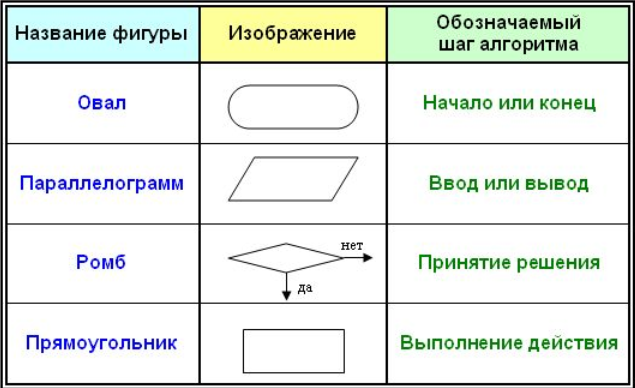 Название фигуры
Изображение
Обозначаемый
шаг алгоритма
Овал
Начало или конец
Параллелограмм
Ввод или вывод
Ромб
нет
да
Принятие решения
Прямоугольник
Выполнение действия